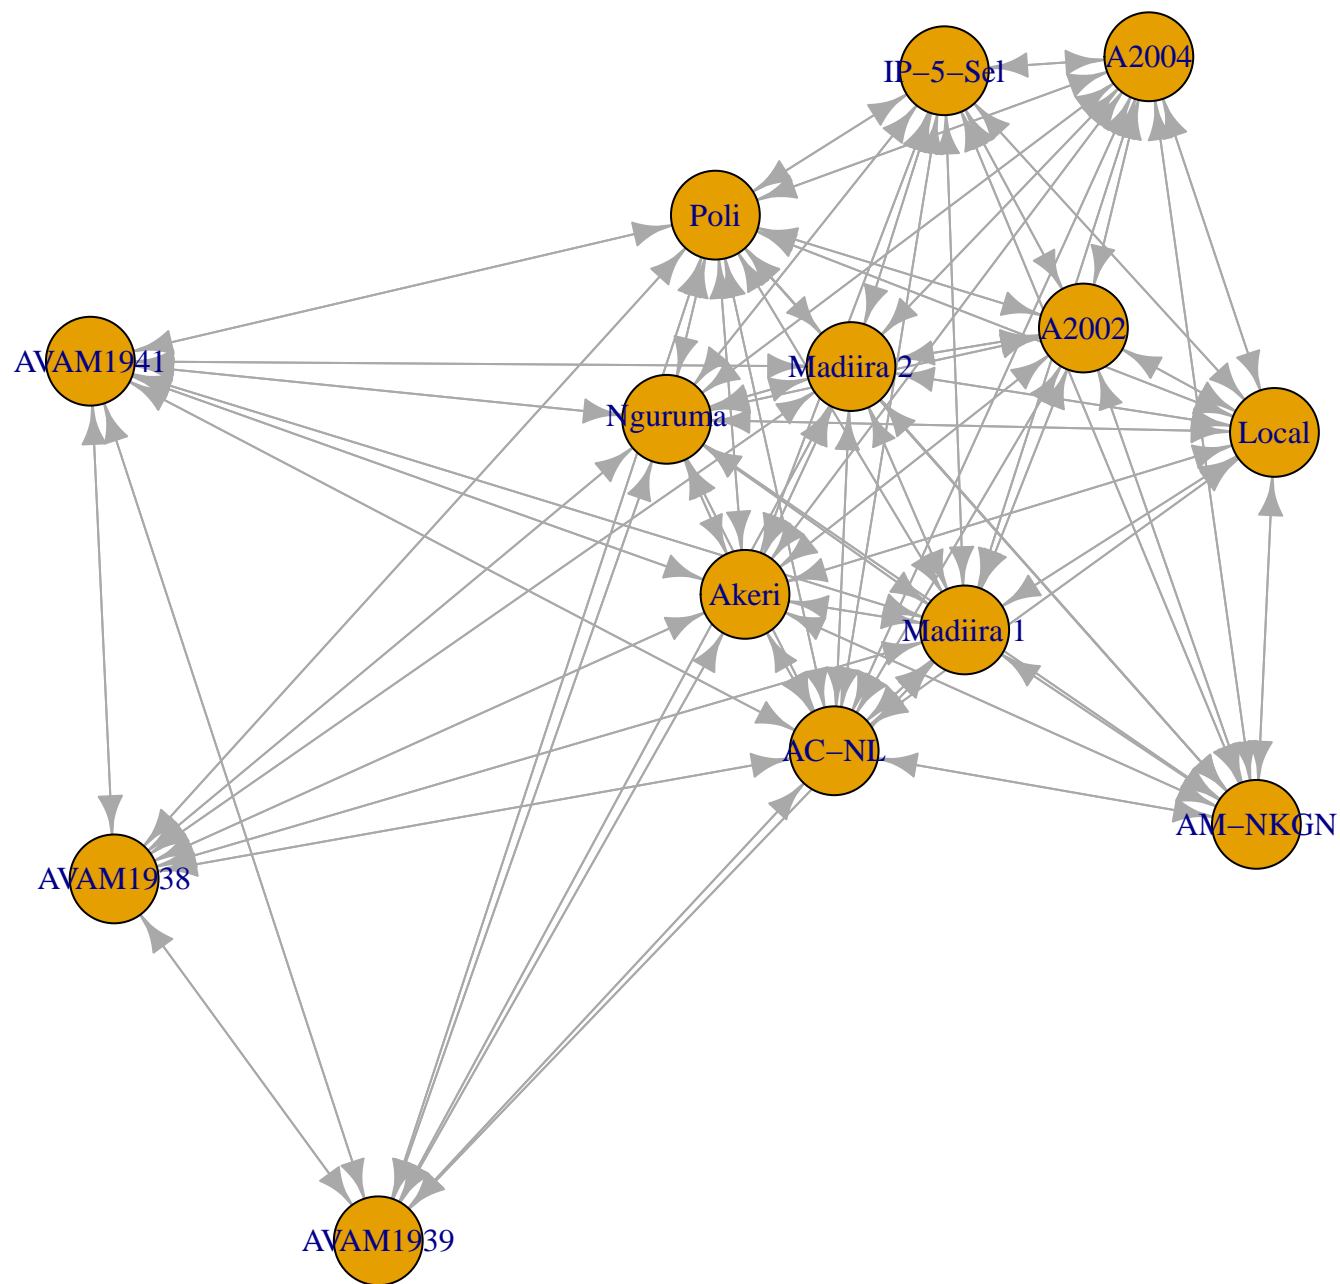 A2004
IP−5−Sel
Poli
A2002
AVAM1941
Madiira 2
Nguruma
Local
Akeri
Madiira 1
AC−NL
AM−NKGN
AVAM1938
AVAM1939